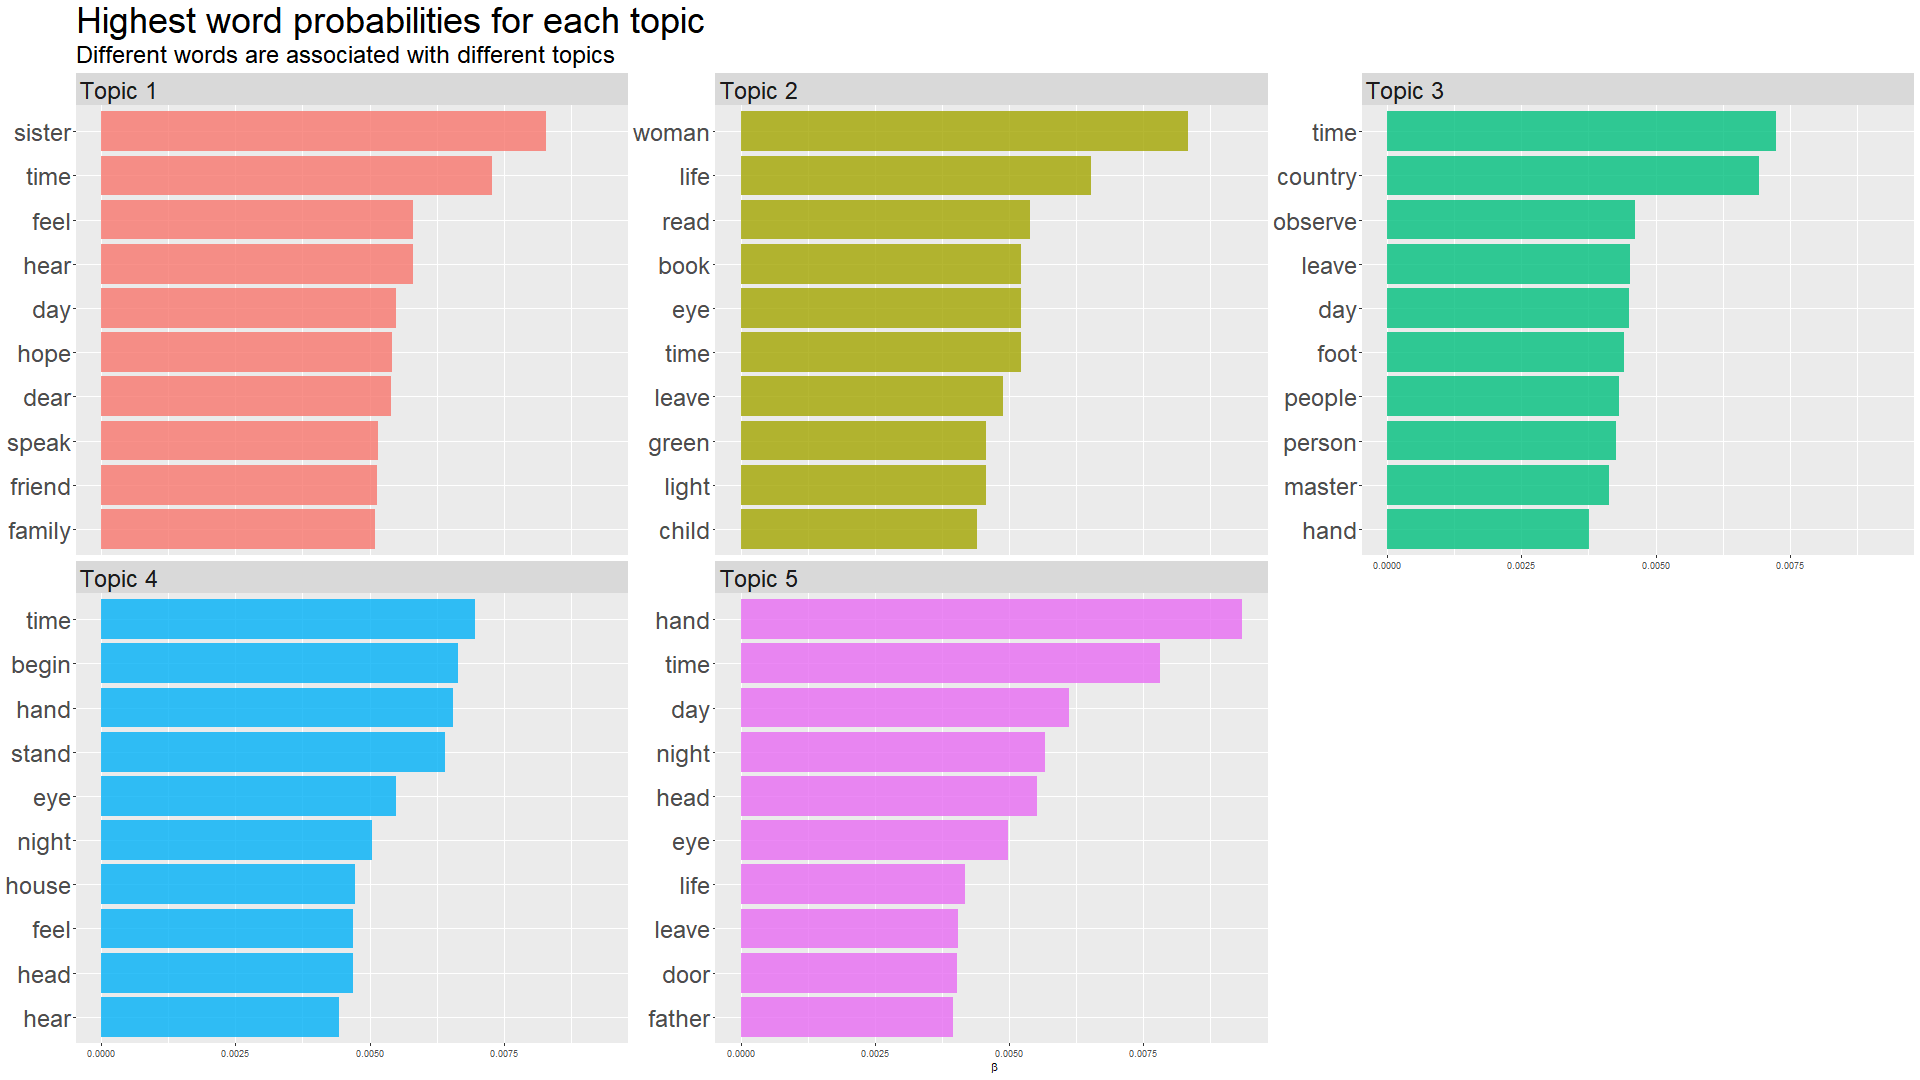 Highest word probabilities for each topic
Different words are associated with different topics
Topic 1
sister
time
feel
hear
day
hope
dear
speak
friend
family
Topic 2
woman
life
read
book
eye
time
leave
green
light
child
Topic 3
time
country
observe
leave
day
foot
people
person
master
hand
0.0000 0.0025 0.0050 0.0075
Topic 4
time
begin
hand
stand
eye
night
house
feel
head
hear
0.0000 0.0025 0.0050 0.0075
Topic 5
hand
time
day
night
head
eye
life
leave
door
father
0.0000 0.0025 0.0050 0.0075
β